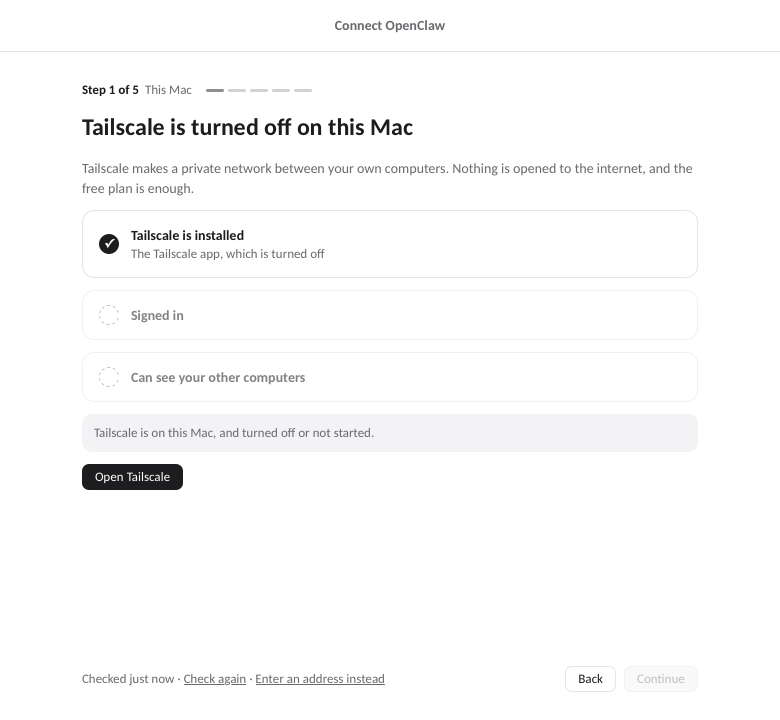 Connect OpenClaw
Step 1 of 5 This Mac
Tailscale is turned off on this Mac
Tailscale makes a private network between your own computers. Nothing is opened to the internet, and the
free plan is enough.
Tailscale is installed
The Tailscale app, which is turned off
Signed in
Can see your other computers
Tailscale is on this Mac, and turned off or not started.
Open Tailscale
Checked just now · Check again · Enter an address instead
Back
Continue